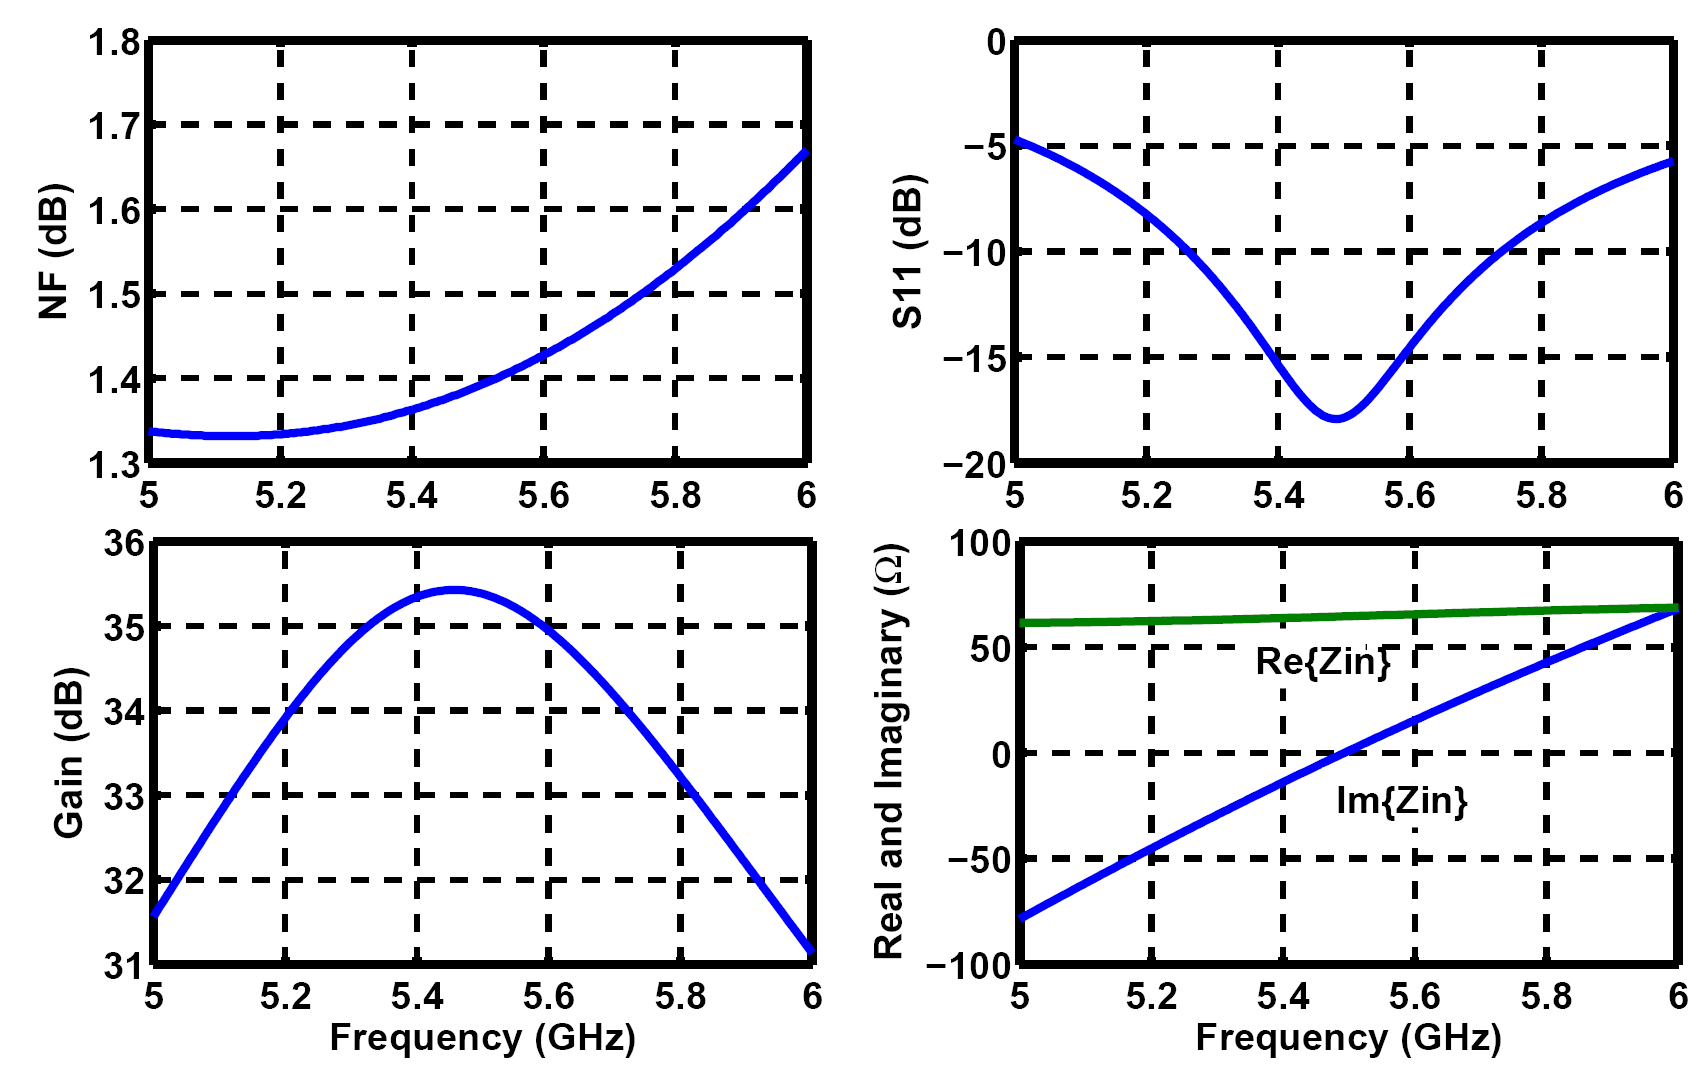 NF (dB)
1.8
1.7
1.6
1.5
1.4
1.3
5 5.2 5.4 5.6 5.8 6
S11 (dB)
0
−5
−10
−15
−20
5 5.2 5.4 5.6 5.8 6
Gain (dB)
36
35
34
33
32
31
5 5.2 5.4 5.6 5.8 6
Frequency (GHz)
Real and Imaginary (Ω)
100
50
0
−50
−100
Re{Zin}
Im{Zin}
5 5.2 5.4 5.6 5.8 6
Frequency (GHz)